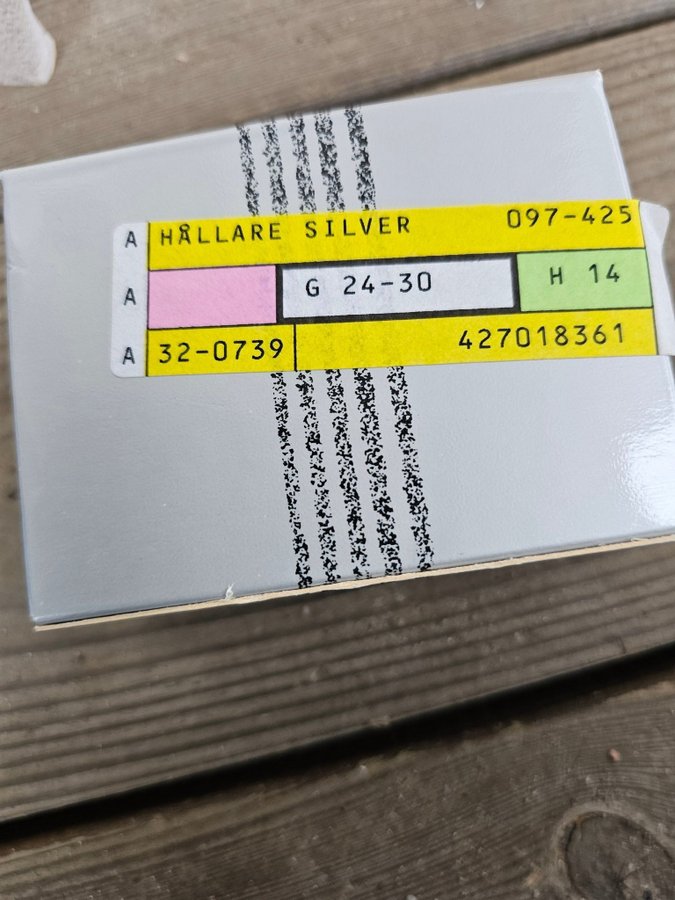 A HÅLLARE SILVER 097-425
A G 24-30 H 14
A 32-0739 427018361